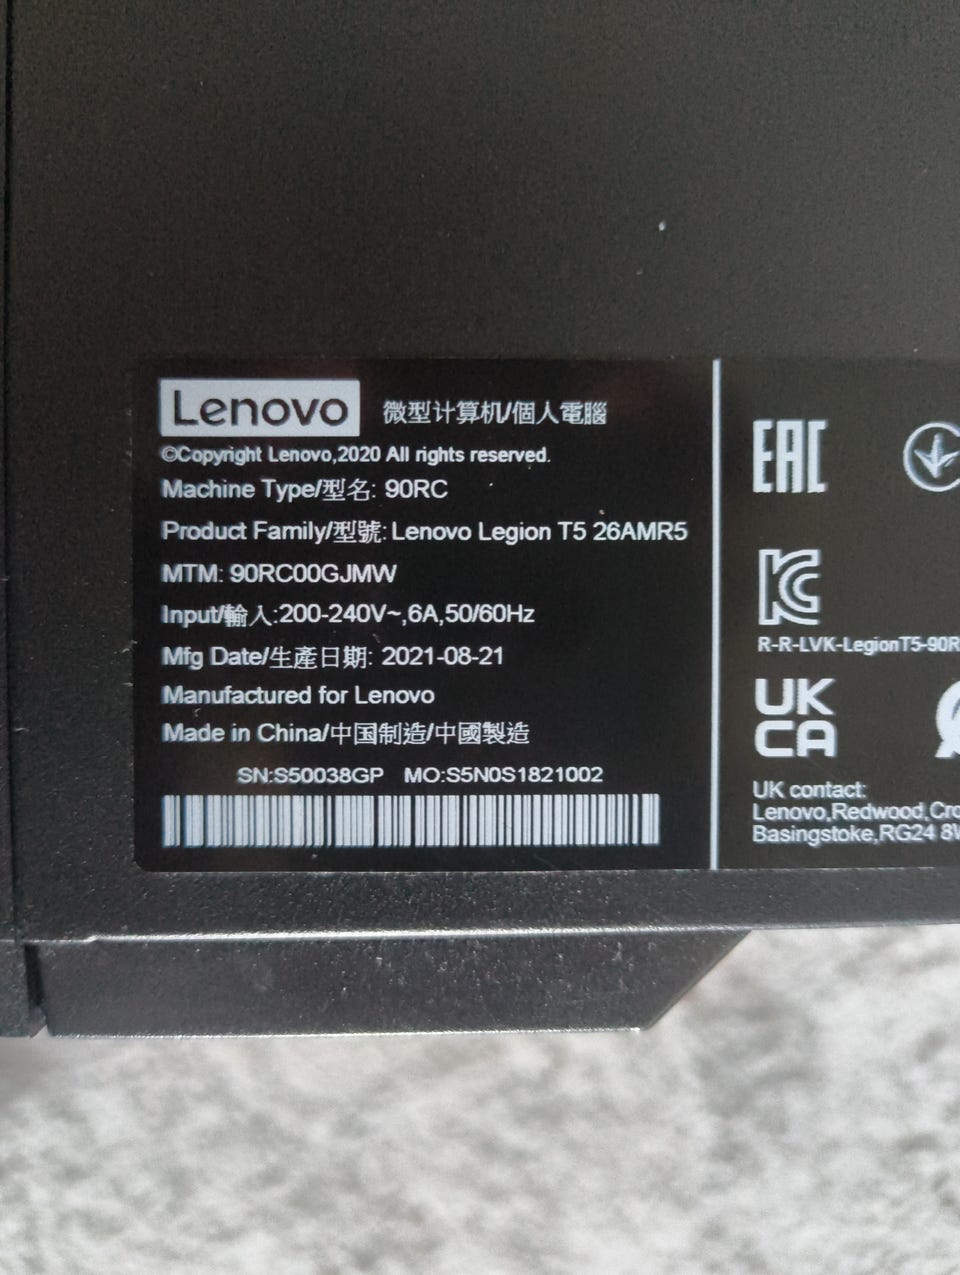 Lenovo 微型计算机/個人電腦
©Copyright Lenovo,2020 All rights reserved.
Machine Type/型名: 90RC
Product Family/型號: Lenovo Legion T5 26AMR5
MTM: 90RC00GJMW
Input/輸入:200-240V~,6A,50/60Hz
Mfg Date/生產日期: 2021-08-21
Manufactured for Lenovo
Made in China/中国制造/中國製造
SN:S50038GP MO:S5N0S1821002
EAC
KC
R-R-LVK-LegionT5-90R
UK
CA
UK contact:
Lenovo,Redwood,Cro
Basingstoke,RG24 8W